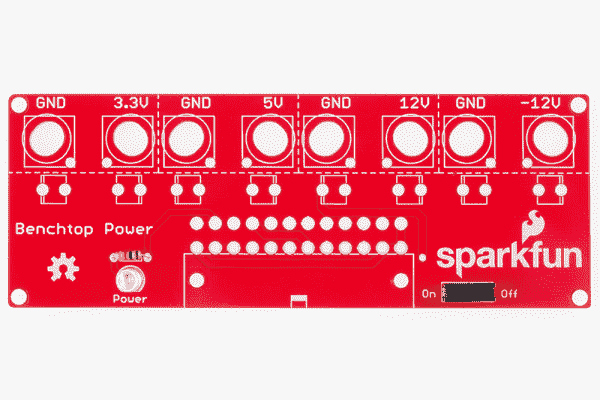 GND 3.3V GND 5V GND 12V GND -12V
Benchtop Power
sparkfun
Power
On Off